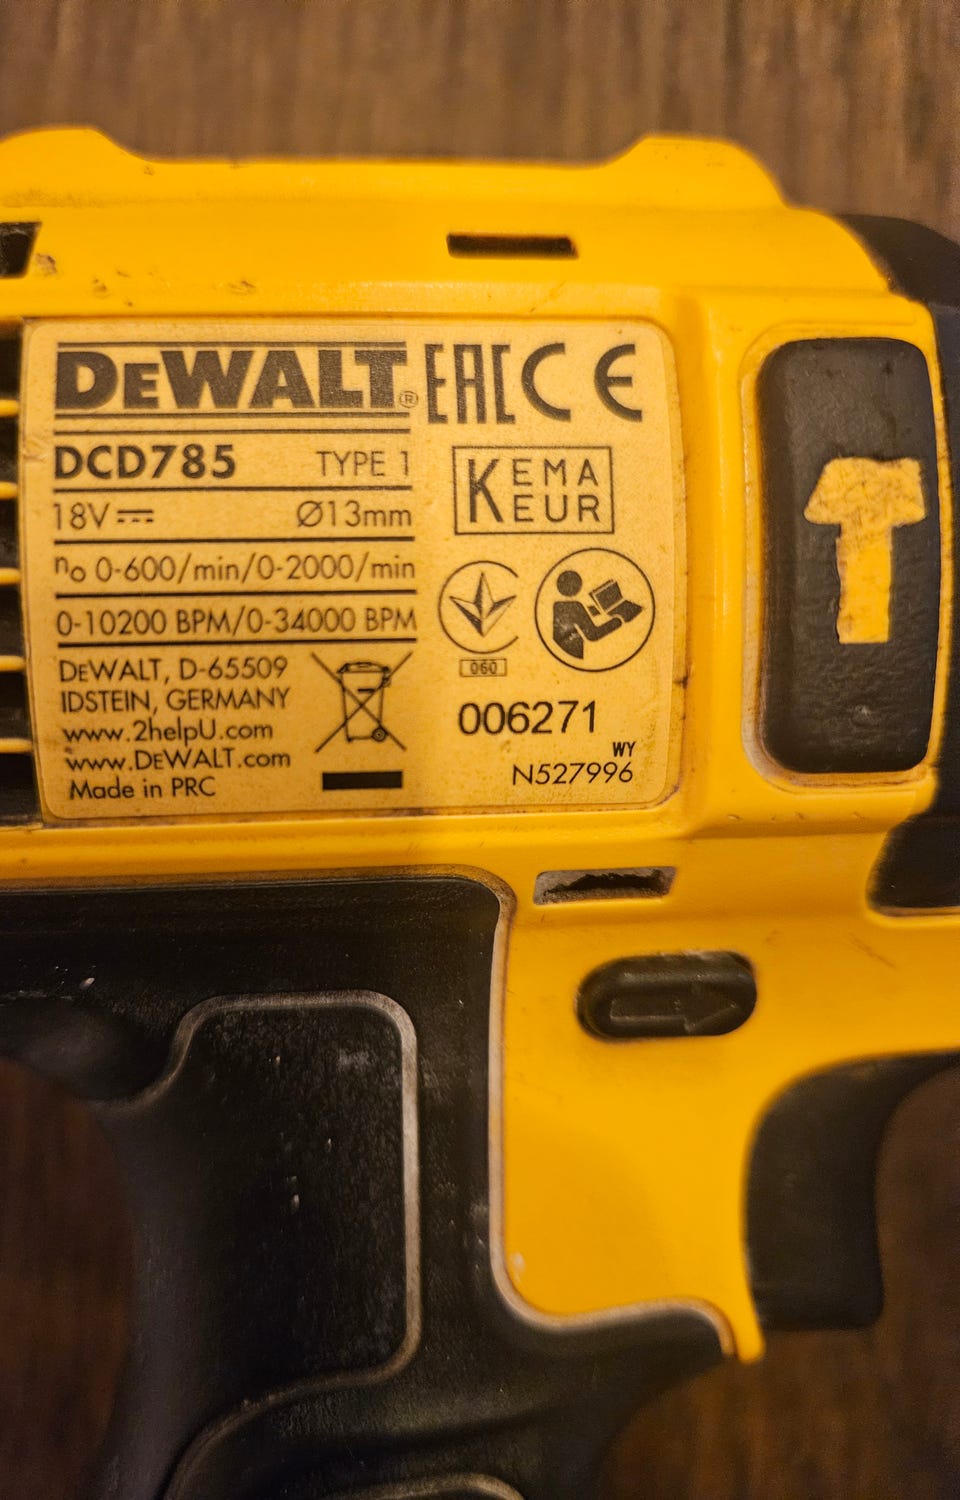 DEWALT® EAC CE
DCD785 TYPE 1
18V Ø13mm
KEMA
EUR
no 0-600/min/0-2000/min
0-10200 BPM/0-34000 BPM
060
DEWALT, D-65509
IDSTEIN, GERMANY
www.2helpU.com
www.DEWALT.com
Made in PRC
006271
WY
N527996